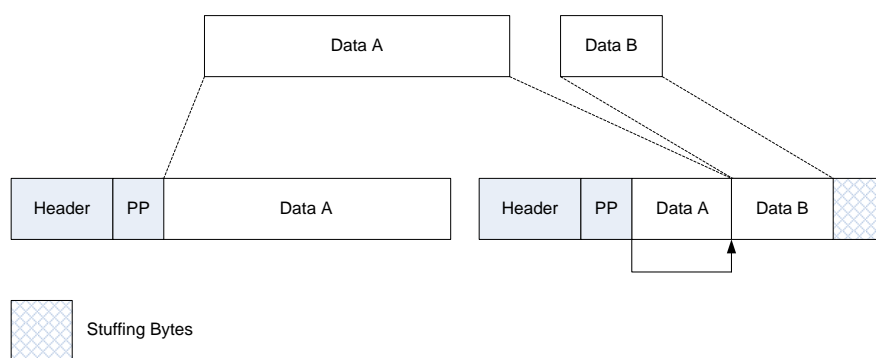 Data A
Data B
Header
PP
Data A
Header
PP
Data A
Data B
Stuffing Bytes